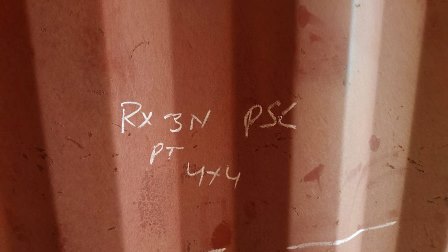 Rx 3N PSC
PT
4x4